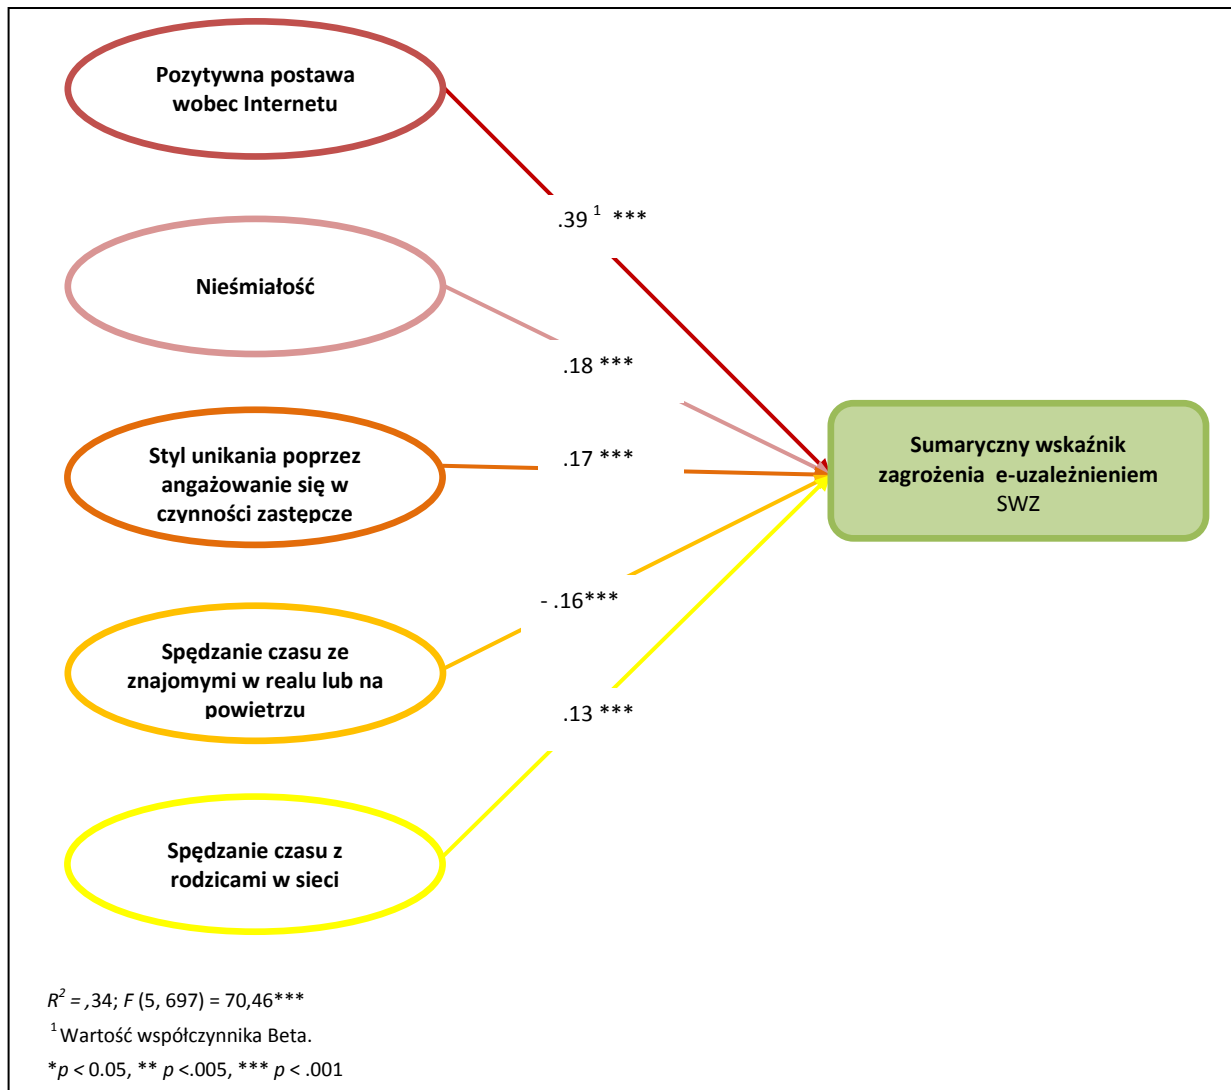 Pozytywna postawa
wobec Internetu
.39 1 ***
Nieśmiałość
.18 ***
Styl unikania poprzez
angażowanie się w
czynności zastępcze
.17 ***
Sumaryczny wskaźnik
zagrożenia e-uzależnieniem
SWZ
- .16***
Spędzanie czasu ze
znajomymi w realu lub na
powietrzu
.13 ***
Spędzanie czasu z
rodzicami w sieci
R2 = ,34; F (5, 697) = 70,46***
1 Wartość współczynnika Beta.
*p < 0.05, ** p <.005, *** p < .001